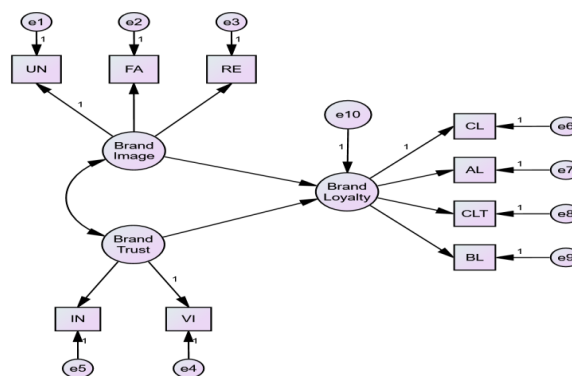 e1
e2
e3
1
1
1
UN
FA
RE
1
Brand
Image
e10
1
Brand
Loyalty
1
CL
1
e6
AL
1
e7
CLT
1
e8
BL
1
e9
Brand
Trust
1
IN
VI
1
1
e5
e4